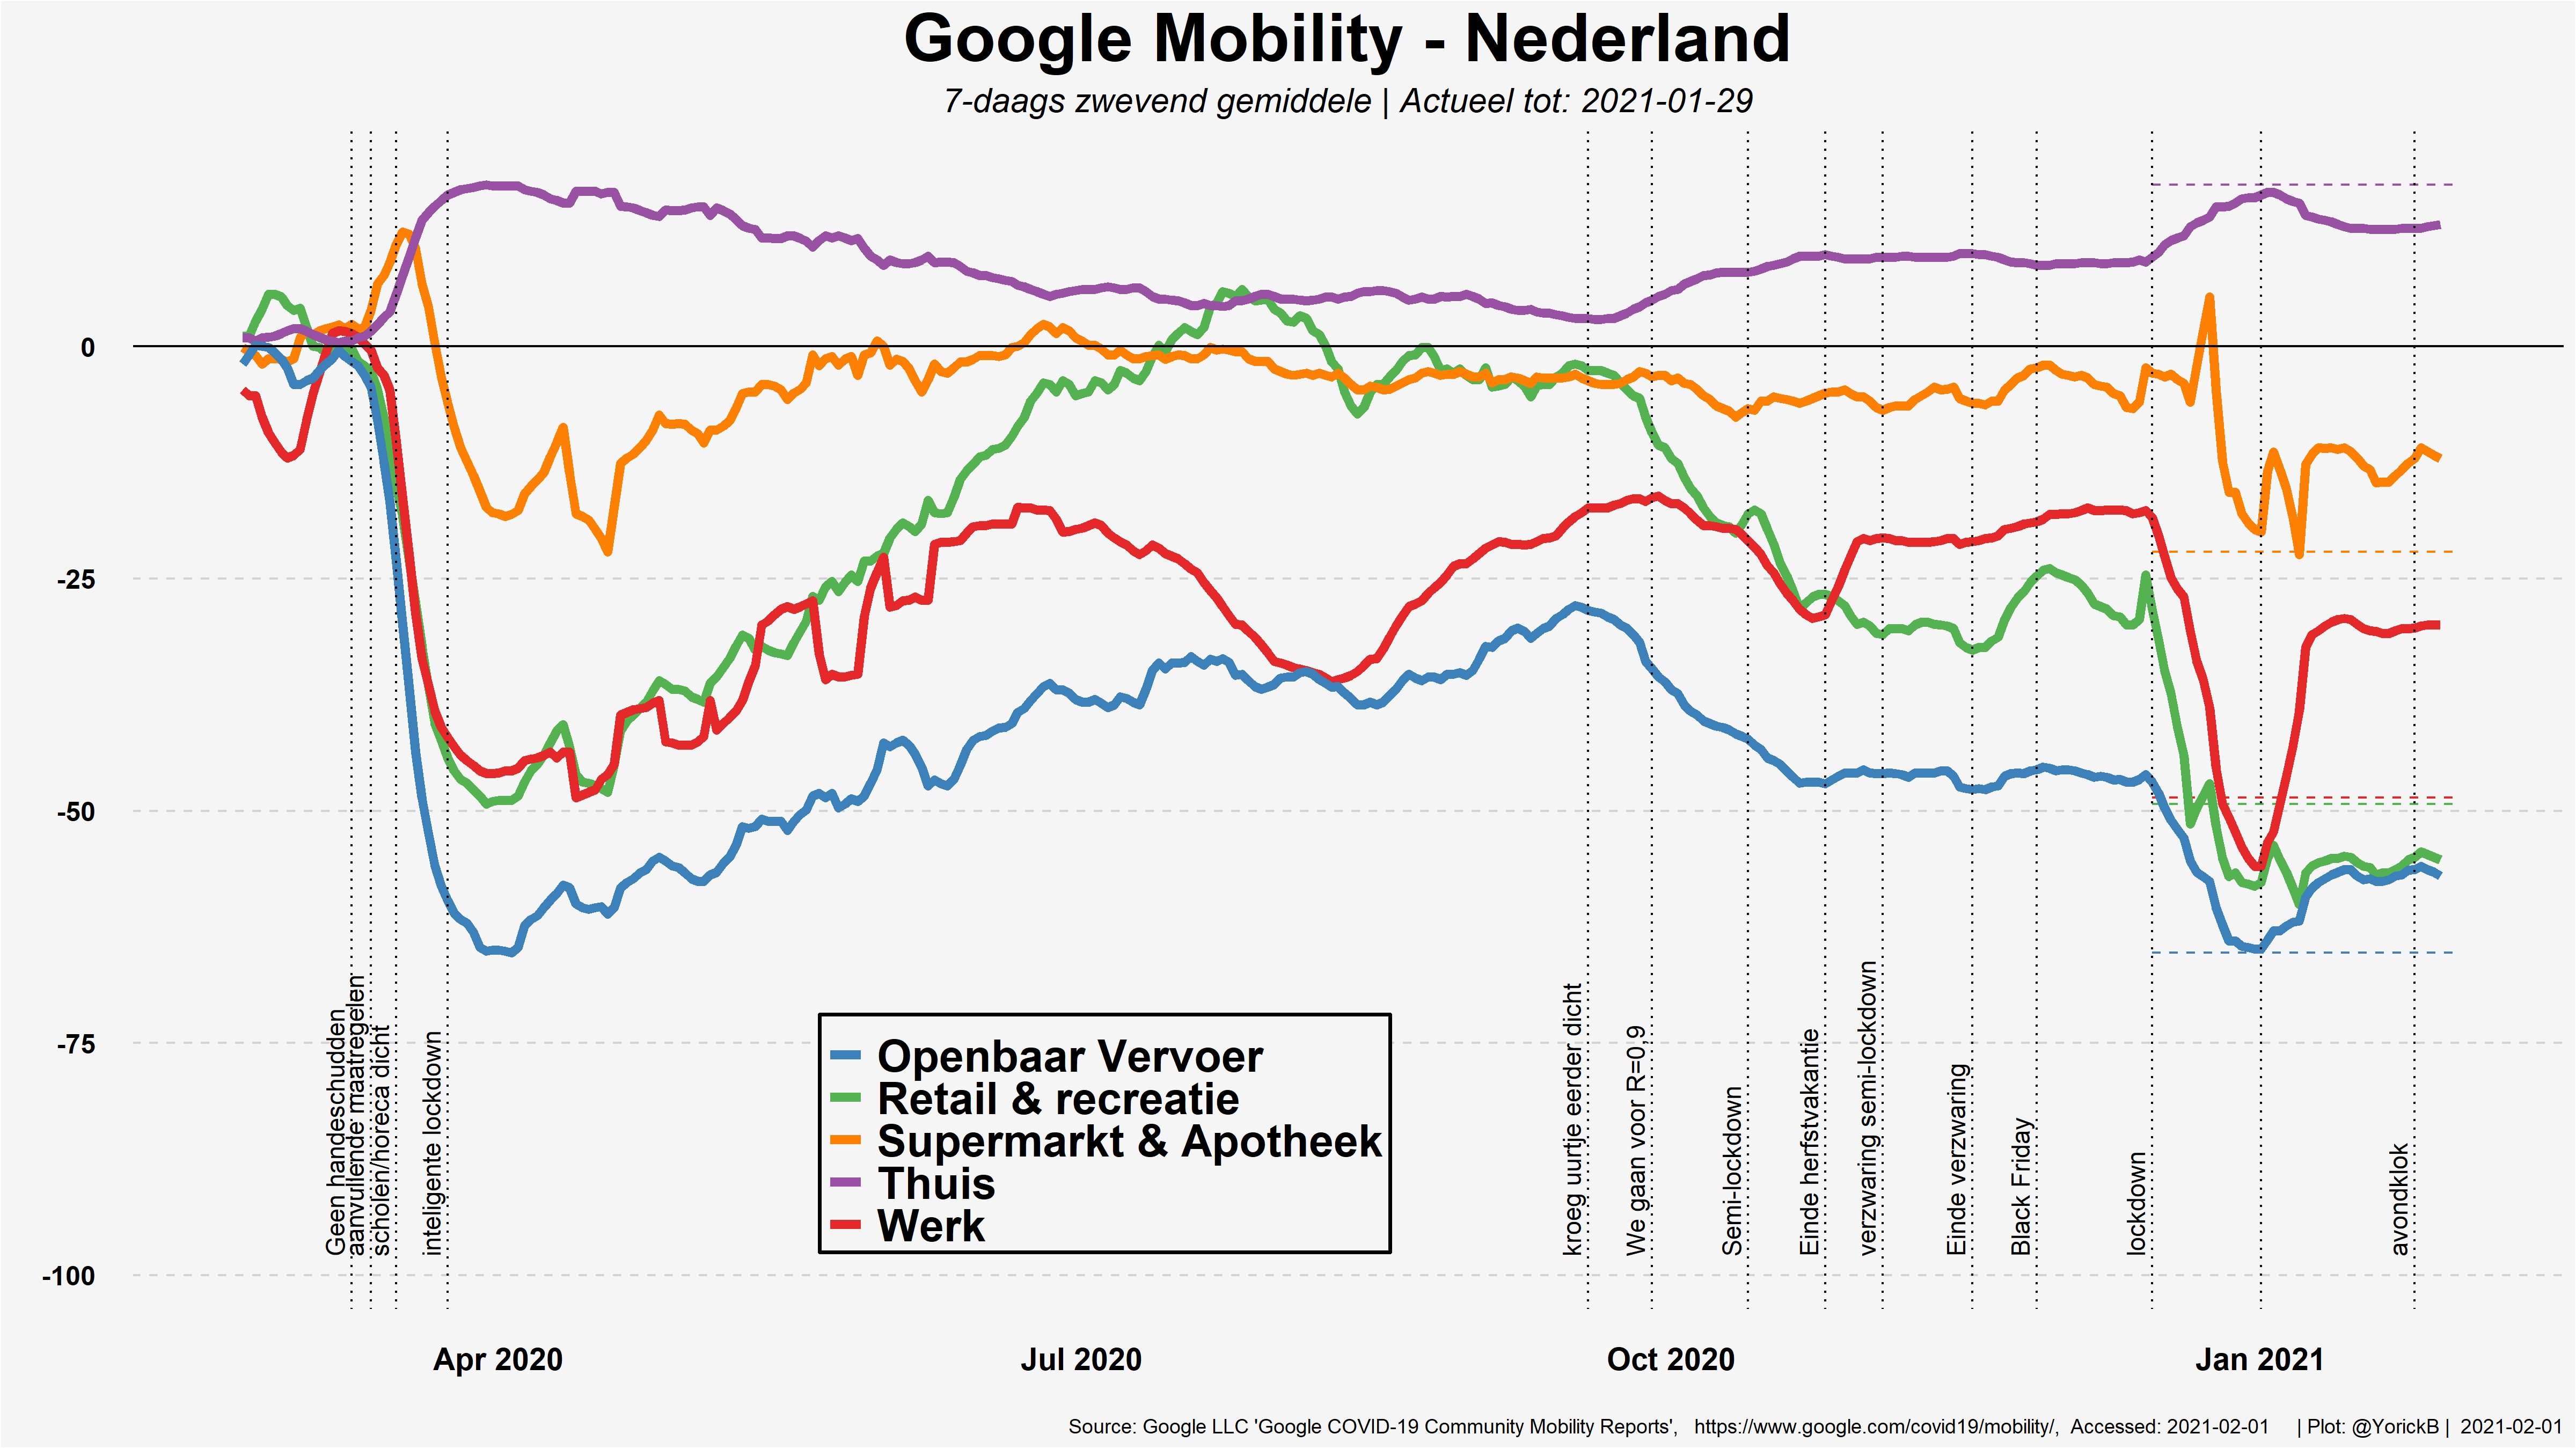 Google Mobility - Nederland
7-daags zwevend gemiddele | Actueel tot: 2021-01-29
0
-25
-50
-75
-100
Geen handeschudden
aanvullende maatregelen
scholen/horeca dicht
inteligente lockdown
kroeg uurtje eerder dicht
We gaan voor R=0,9
Semi-lockdown
Einde herfstvakantie
verzwaring semi-lockdown
Einde verzwaring
Black Friday
lockdown
avondklok
Openbaar Vervoer
Retail & recreatie
Supermarkt & Apotheek
Thuis
Werk
Apr 2020
Jul 2020
Oct 2020
Jan 2021
Source: Google LLC 'Google COVID-19 Community Mobility Reports', https://www.google.com/covid19/mobility/, Accessed: 2021-02-01 | Plot: @YorickB | 2021-02-01